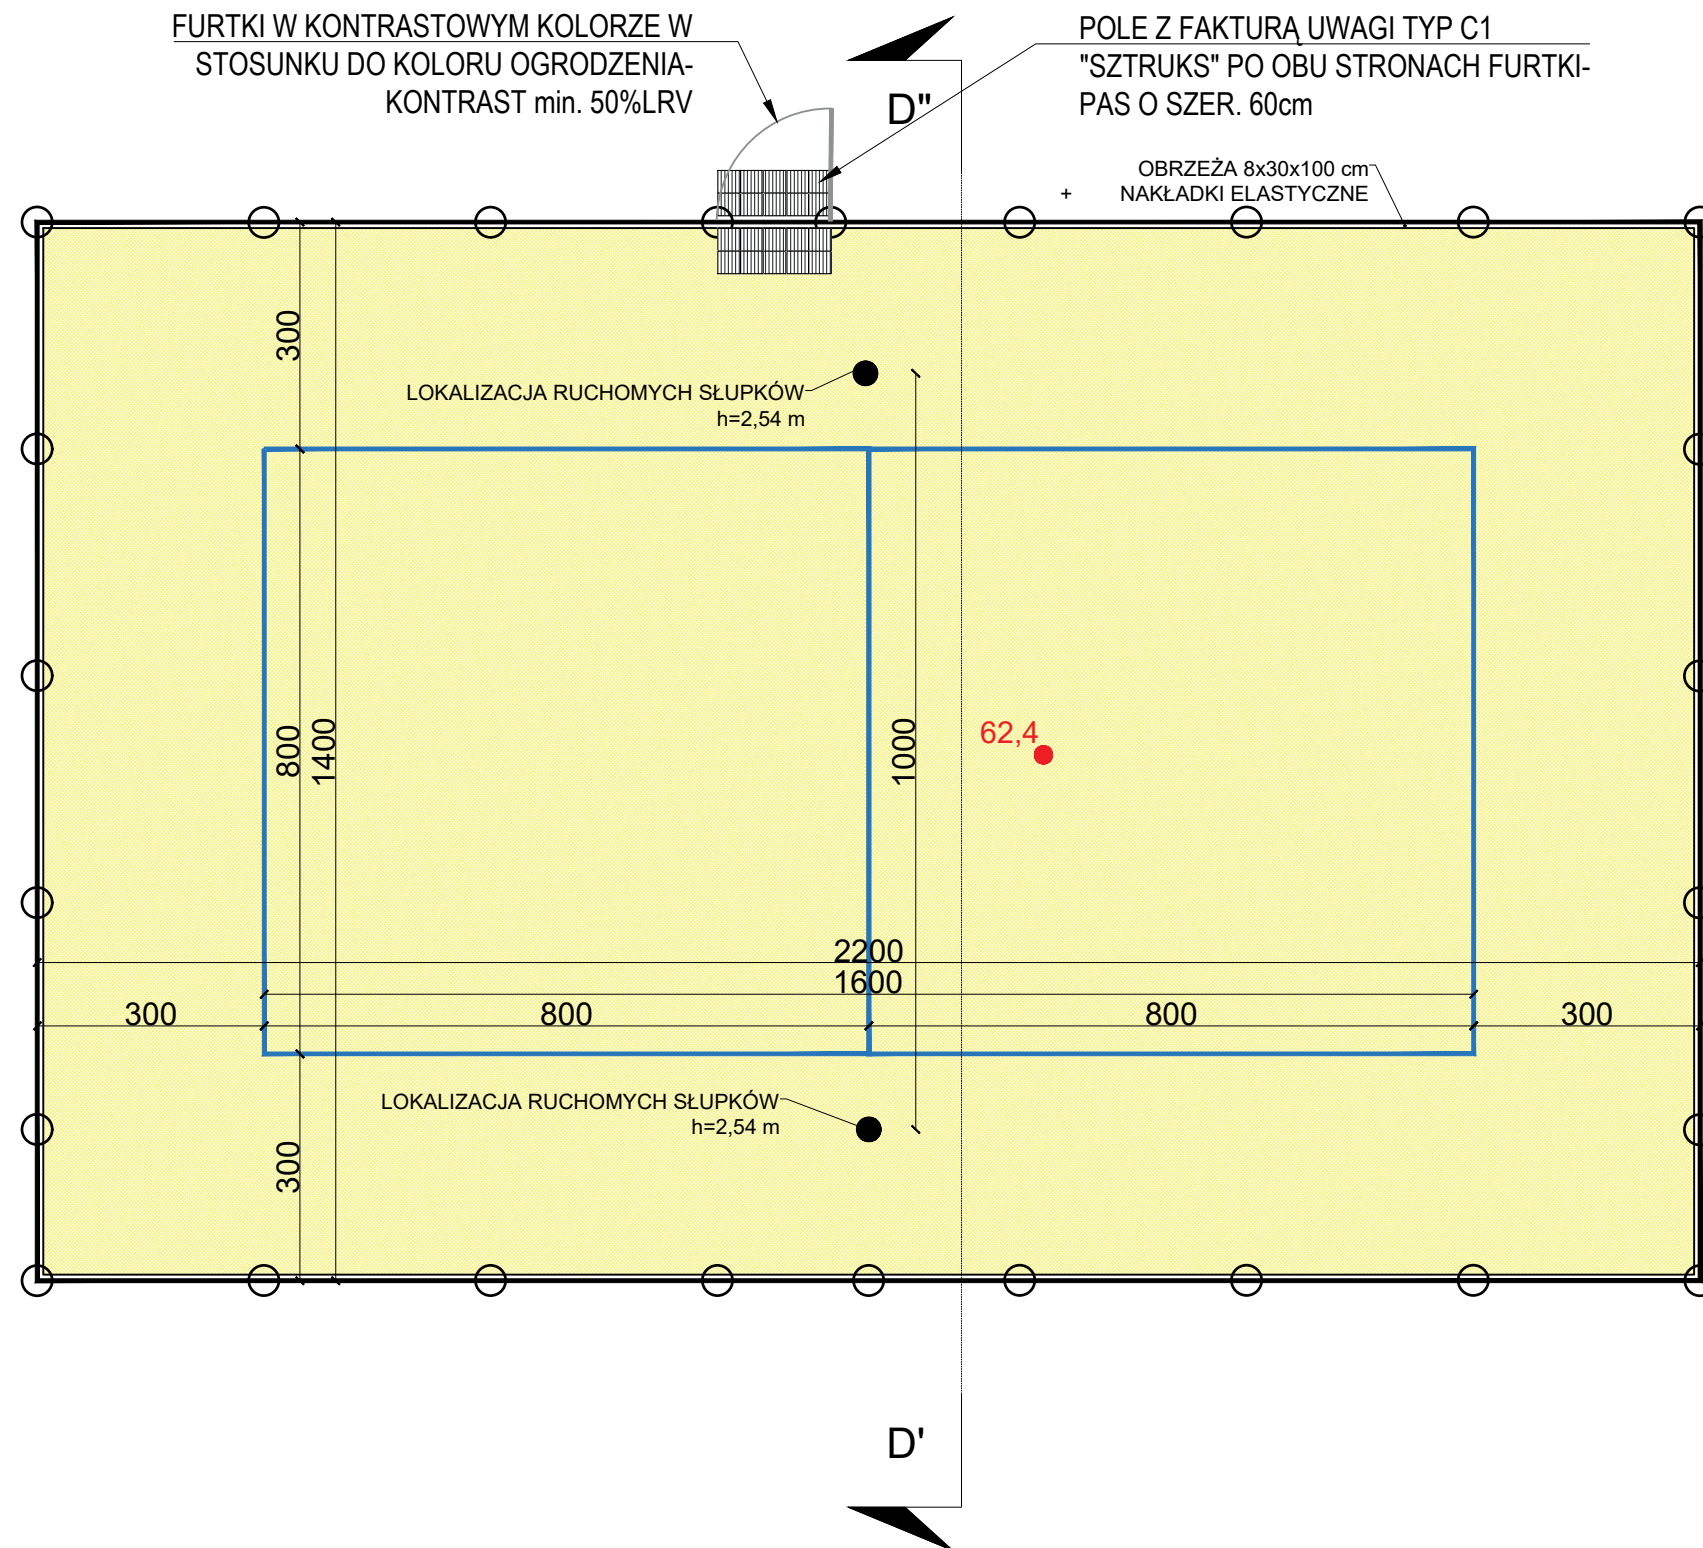 FURTKI W KONTRASTOWYM KOLORZE W
STOSUNKU DO KOLORU OGRODZENIA-
KONTRAST min. 50%LRV
D"
POLE Z FAKTURĄ UWAGI TYP C1
"SZTRUKS" PO OBU STRONACH FURTKI-
PAS O SZER. 60cm
OBRZEŻA 8x30x100 cm
+ NAKŁADKI ELASTYCZNE
300
LOKALIZACJA RUCHOMYCH SŁUPKÓW
h=2,54 m
800
1400
1000
62,4
2200
1600
300
800
800
300
LOKALIZACJA RUCHOMYCH SŁUPKÓW
h=2,54 m
300
D'